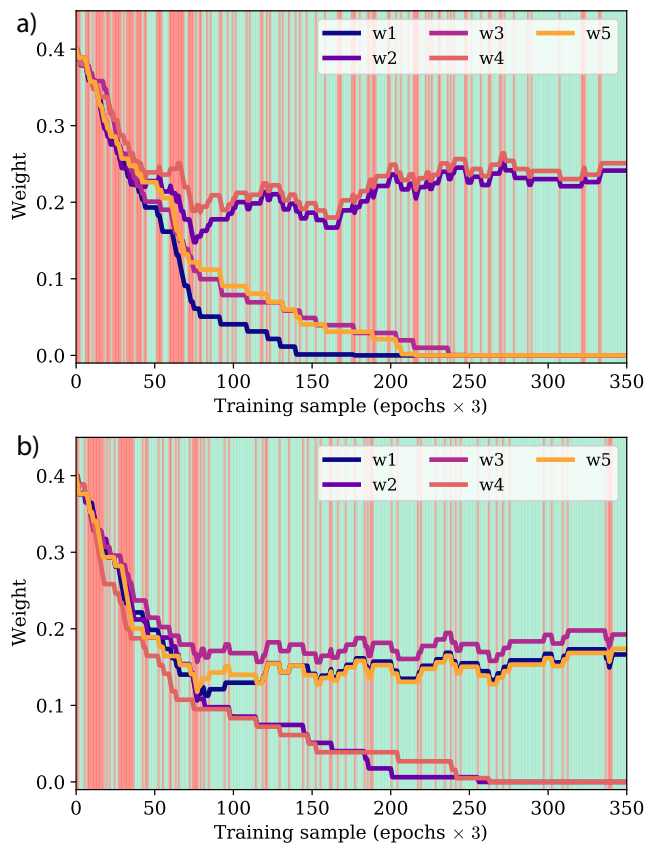 a)
w1 w3 w5
w2 w4
0.4
0.3
0.2
0.1
0.0
Weight
0 50 100 150 200 250 300 350
Training sample (epochs × 3)
b)
w1 w3 w5
w2 w4
0.4
0.3
0.2
0.1
0.0
Weight
0 50 100 150 200 250 300 350
Training sample (epochs × 3)